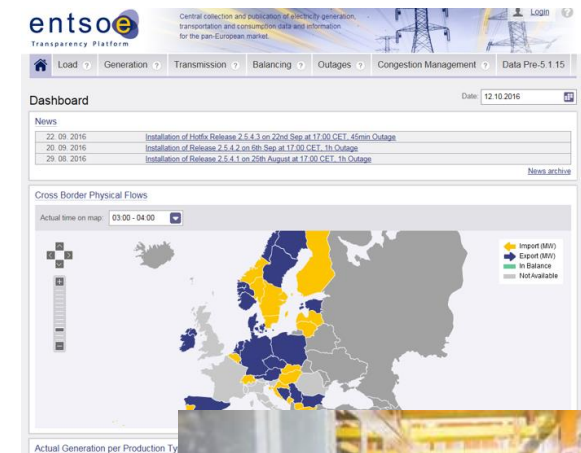 entsoe
Transparency Platform
Central collection and publication of electricity generation,
transportation and consumption data and information
for the pan-European market.
Login
Load ? Generation ? Transmission ? Balancing ? Outages ? Congestion Management ? Data Pre-5.1.15
Dashboard
Date: 12.10.2016
News
22. 09. 2016 Installation of Hotfix Release 2.5.4.3 on 22nd Sep at 17:00 CET, 45min Outage
20. 09. 2016 Installation of Release 2.5.4.2 on 6th Sep at 17:00 CET, 1h Outage
29. 08. 2016 Installation of Release 2.5.4.1 on 25th August at 17:00 CET, 1h Outage
News archive
Cross Border Physical Flows
Actual time on map: 03:00 - 04:00
Import (MW)
Export (MW)
In Balance
Not Available
Actual Generation per Production Ty